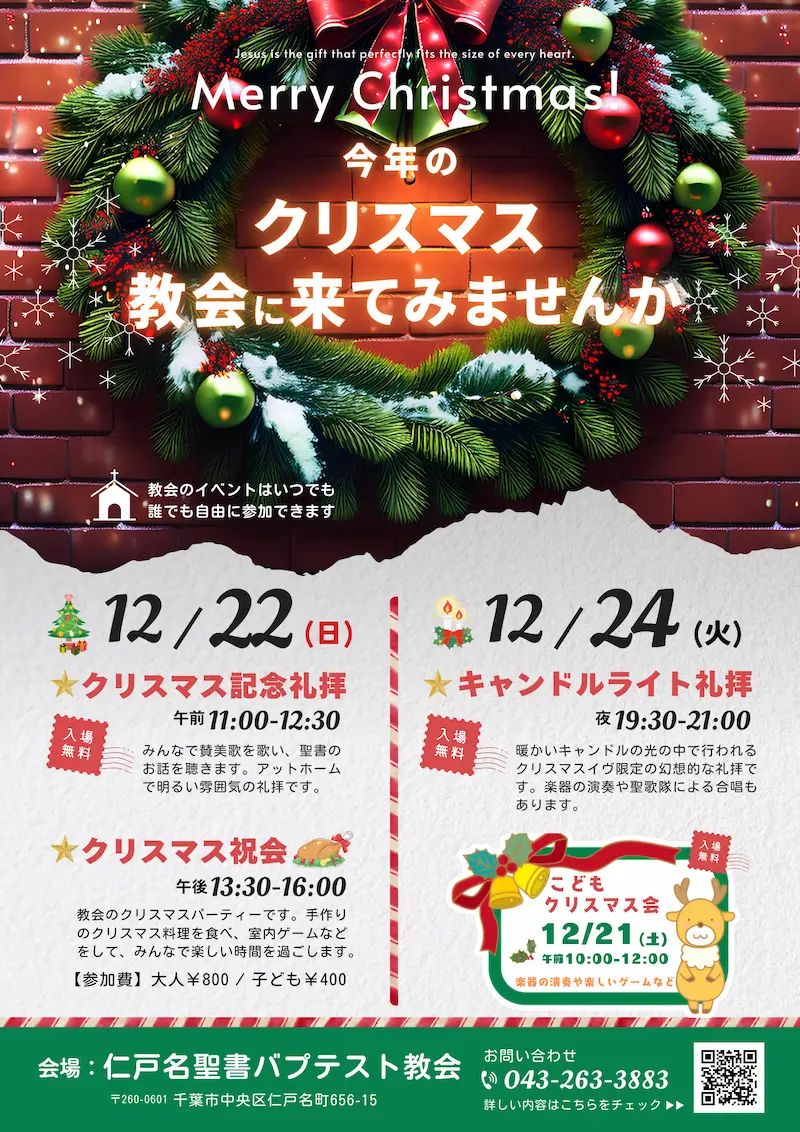 Jesus is the gift that perfectly fits the size of every heart.
Merry Christmas!
今年の
クリスマス
教会に来てみませんか
教会のイベントはいつでも
誰でも自由に参加できます
12/22(日)
クリスマス記念礼拝
午前11:00-12:30
入場
無料
みんなで賛美歌を歌い、聖書の
お話を聴きます。アットホーム
で明るい雰囲気の礼拝です。
クリスマス祝会
午後13:30-16:00
教会のクリスマスパーティーです。手作り
のクリスマス料理を食べ、室内ゲームなど
をして、みんなで楽しい時間を過ごします。
【参加費】大人¥800 / 子ども¥400
12/24(火)
キャンドルライト礼拝
夜19:30-21:00
入場
無料
暖かいキャンドルの光の中で行われる
クリスマスイヴ限定の幻想的な礼拝で
す。楽器の演奏や聖歌隊による合唱も
あります。
入場
無料
こども
クリスマス会
12/21(土)
午前10:00-12:00
楽器の演奏や楽しいゲームなど
会場：仁戸名聖書バプテスト教会
〒260-0601 千葉市中央区仁戸名町656-15
お問い合わせ
043-263-3883
詳しい内容はこちらをチェック ▶▶